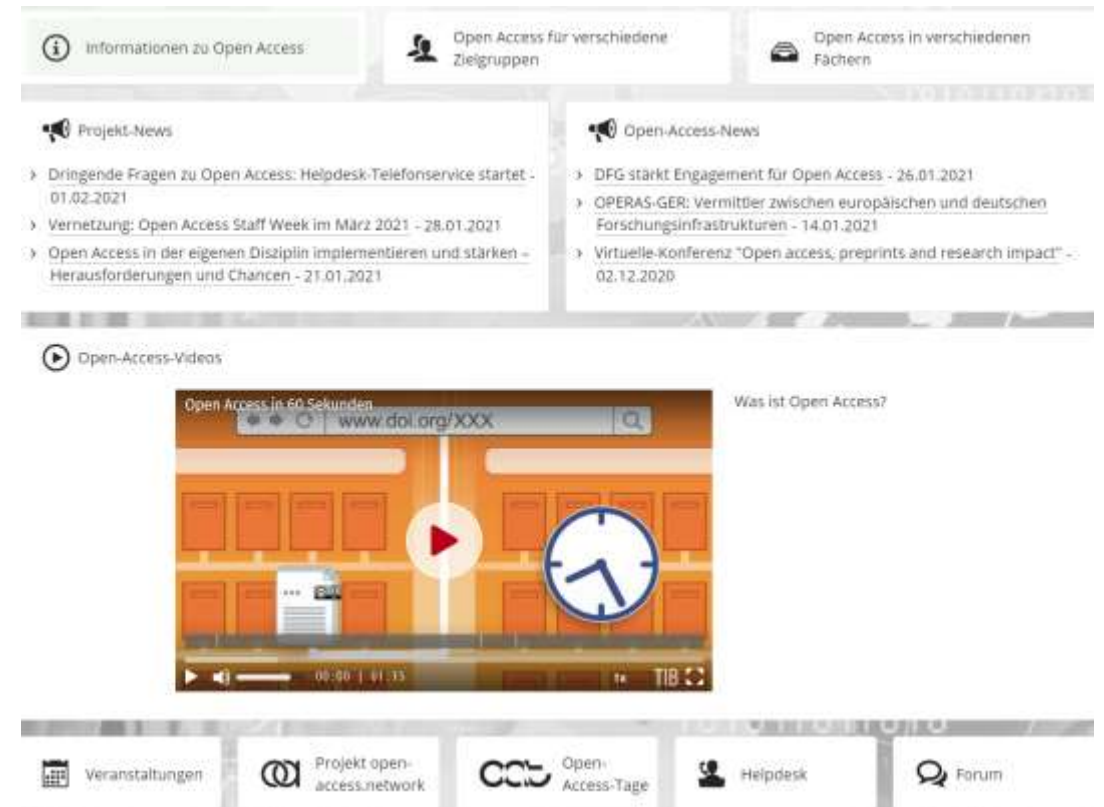 Informationen zu Open Access
Open Access für verschiedene
Zielgruppen
Open Access in verschiedenen
Fächern
Projekt-News
› Dringende Fragen zu Open Access: Helpdesk-Telefonservice startet -
01.02.2021
› Vernetzung: Open Access Staff Week im März 2021 - 28.01.2021
› Open Access in der eigenen Disziplin implementieren und stärken –
Herausforderungen und Chancen - 21.01.2021
Open-Access-News
› DFG stärkt Engagement für Open Access - 26.01.2021
› OPERAS-GER: Vermittler zwischen europäischen und deutschen
Forschungsinfrastrukturen - 14.01.2021
› Virtuelle-Konferenz "Open access, preprints and research impact" -
02.12.2020
Open-Access-Videos
Open Access in 60 Sekunden
www.doi.org/XXX
00:00 | 01:35
1x TIB
Was ist Open Access?
Veranstaltungen
Projekt open-
access.network
Open-
Access-Tage
Helpdesk
Forum